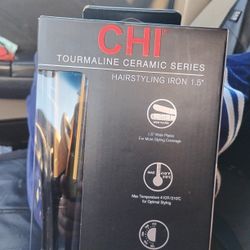 CHI
TOURMALINE CERAMIC SERIES
HAIRSTYLING IRON 1.5"
1.5" Wide Plates
For More Styling Coverage
Max Temperature 410°F/210°C
for Optimal Styling